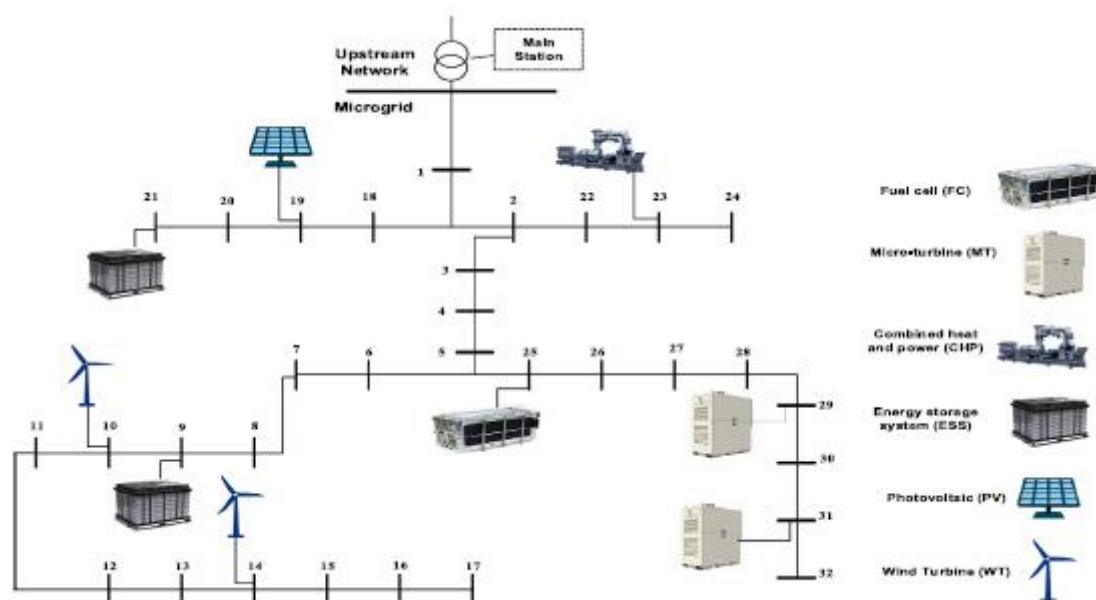 Main
Station
Upstream
Network
Microgrid
1
21
20
19
18
2
22
23
24
3
4
5
7
6
25
26
27
28
11
10
9
8
29
30
31
32
12
13
14
15
16
17
Fuel cell (FC)
Micro-turbine (MT)
Combined heat
and power (CHP)
Energy storage
system (ESS)
Photovoltaic (PV)
Wind Turbine (WT)